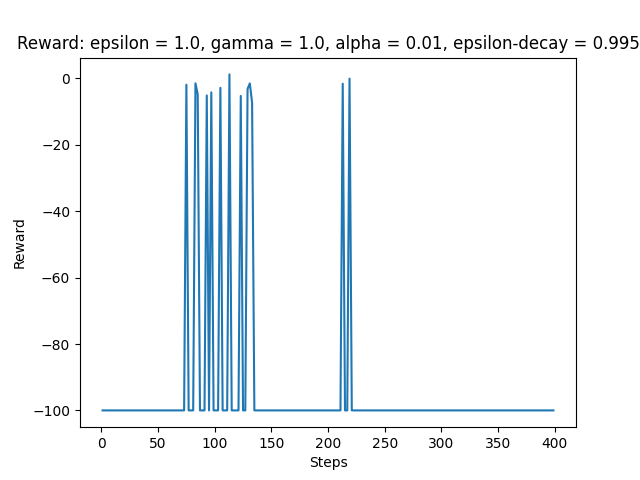 Reward: epsilon = 1.0, gamma = 1.0, alpha = 0.01, epsilon-decay = 0.995
Reward
0
−20
−40
−60
−80
−100
0 50 100 150 200 250 300 350 400
Steps